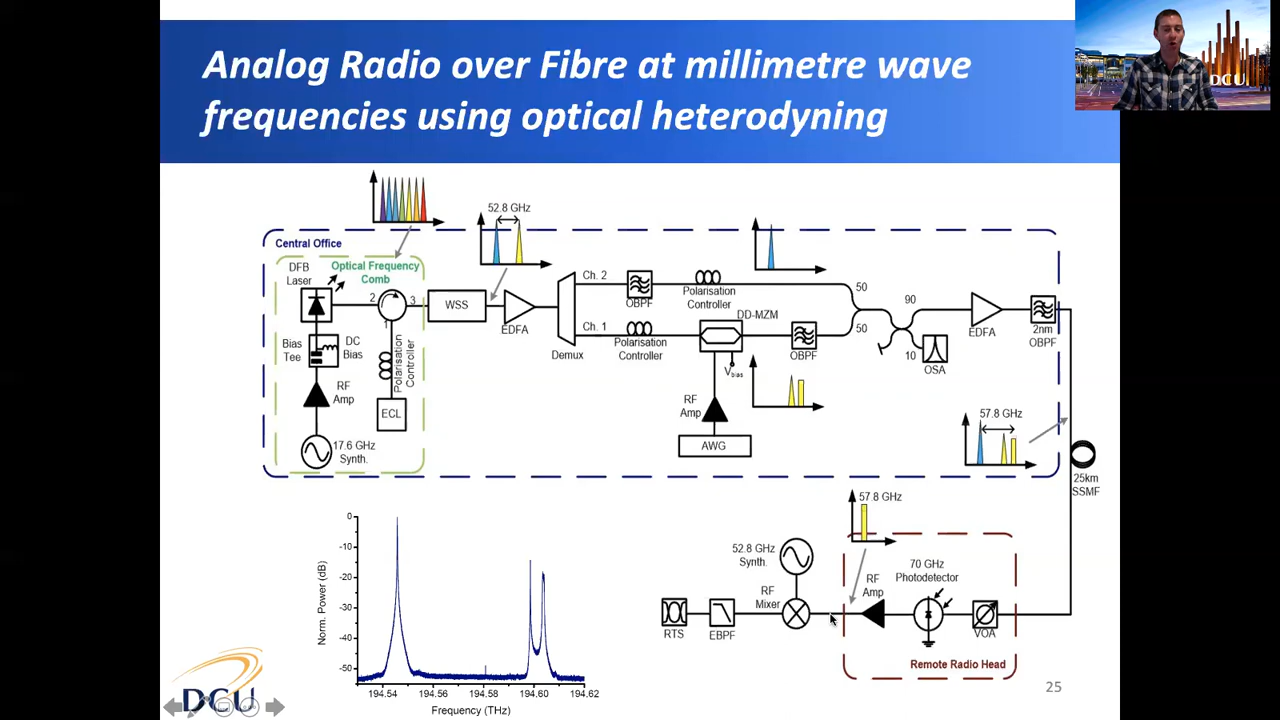 Analog Radio over Fibre at millimetre wave
frequencies using optical heterodyning
DCU
52.8 GHz
Central Office
DFB
Laser
Optical Frequency
Comb
2
3
1
WSS
EDFA
Demux
Ch. 2
Ch. 1
OBPF
Polarisation
Controller
Polarisation
Controller
DD-MZM
Vbias
OBPF
50
50
90
10
OSA
EDFA
2nm
OBPF
Bias
Tee
DC
Bias
Polarisation
Controller
RF
Amp
ECL
17.6 GHz
Synth.
RF
Amp
AWG
57.8 GHz
25km
SSMF
57.8 GHz
52.8 GHz
Synth.
RF
Mixer
RF
Amp
70 GHz
Photodetector
RTS
EBPF
VOA
Remote Radio Head
Norm. Power (dB)
0
-10
-20
-30
-40
-50
194.54
194.56
194.58
194.60
194.62
Frequency (THz)
DCU
25